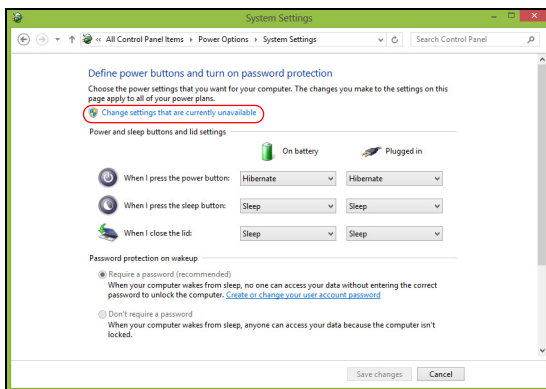 System Settings
« All Control Panel Items › Power Options › System Settings
Search Control Panel
Define power buttons and turn on password protection
Choose the power settings that you want for your computer. The changes you make to the settings on this
page apply to all of your power plans.
Change settings that are currently unavailable
Power and sleep buttons and lid settings
On battery Plugged in
When I press the power button: Hibernate Hibernate
When I press the sleep button: Sleep Sleep
When I close the lid: Sleep Sleep
Password protection on wakeup
Require a password (recommended)
When your computer wakes from sleep, no one can access your data without entering the correct
password to unlock the computer. Create or change your user account password
Don't require a password
When your computer wakes from sleep, anyone can access your data because the computer isn't
locked.
Save changes Cancel